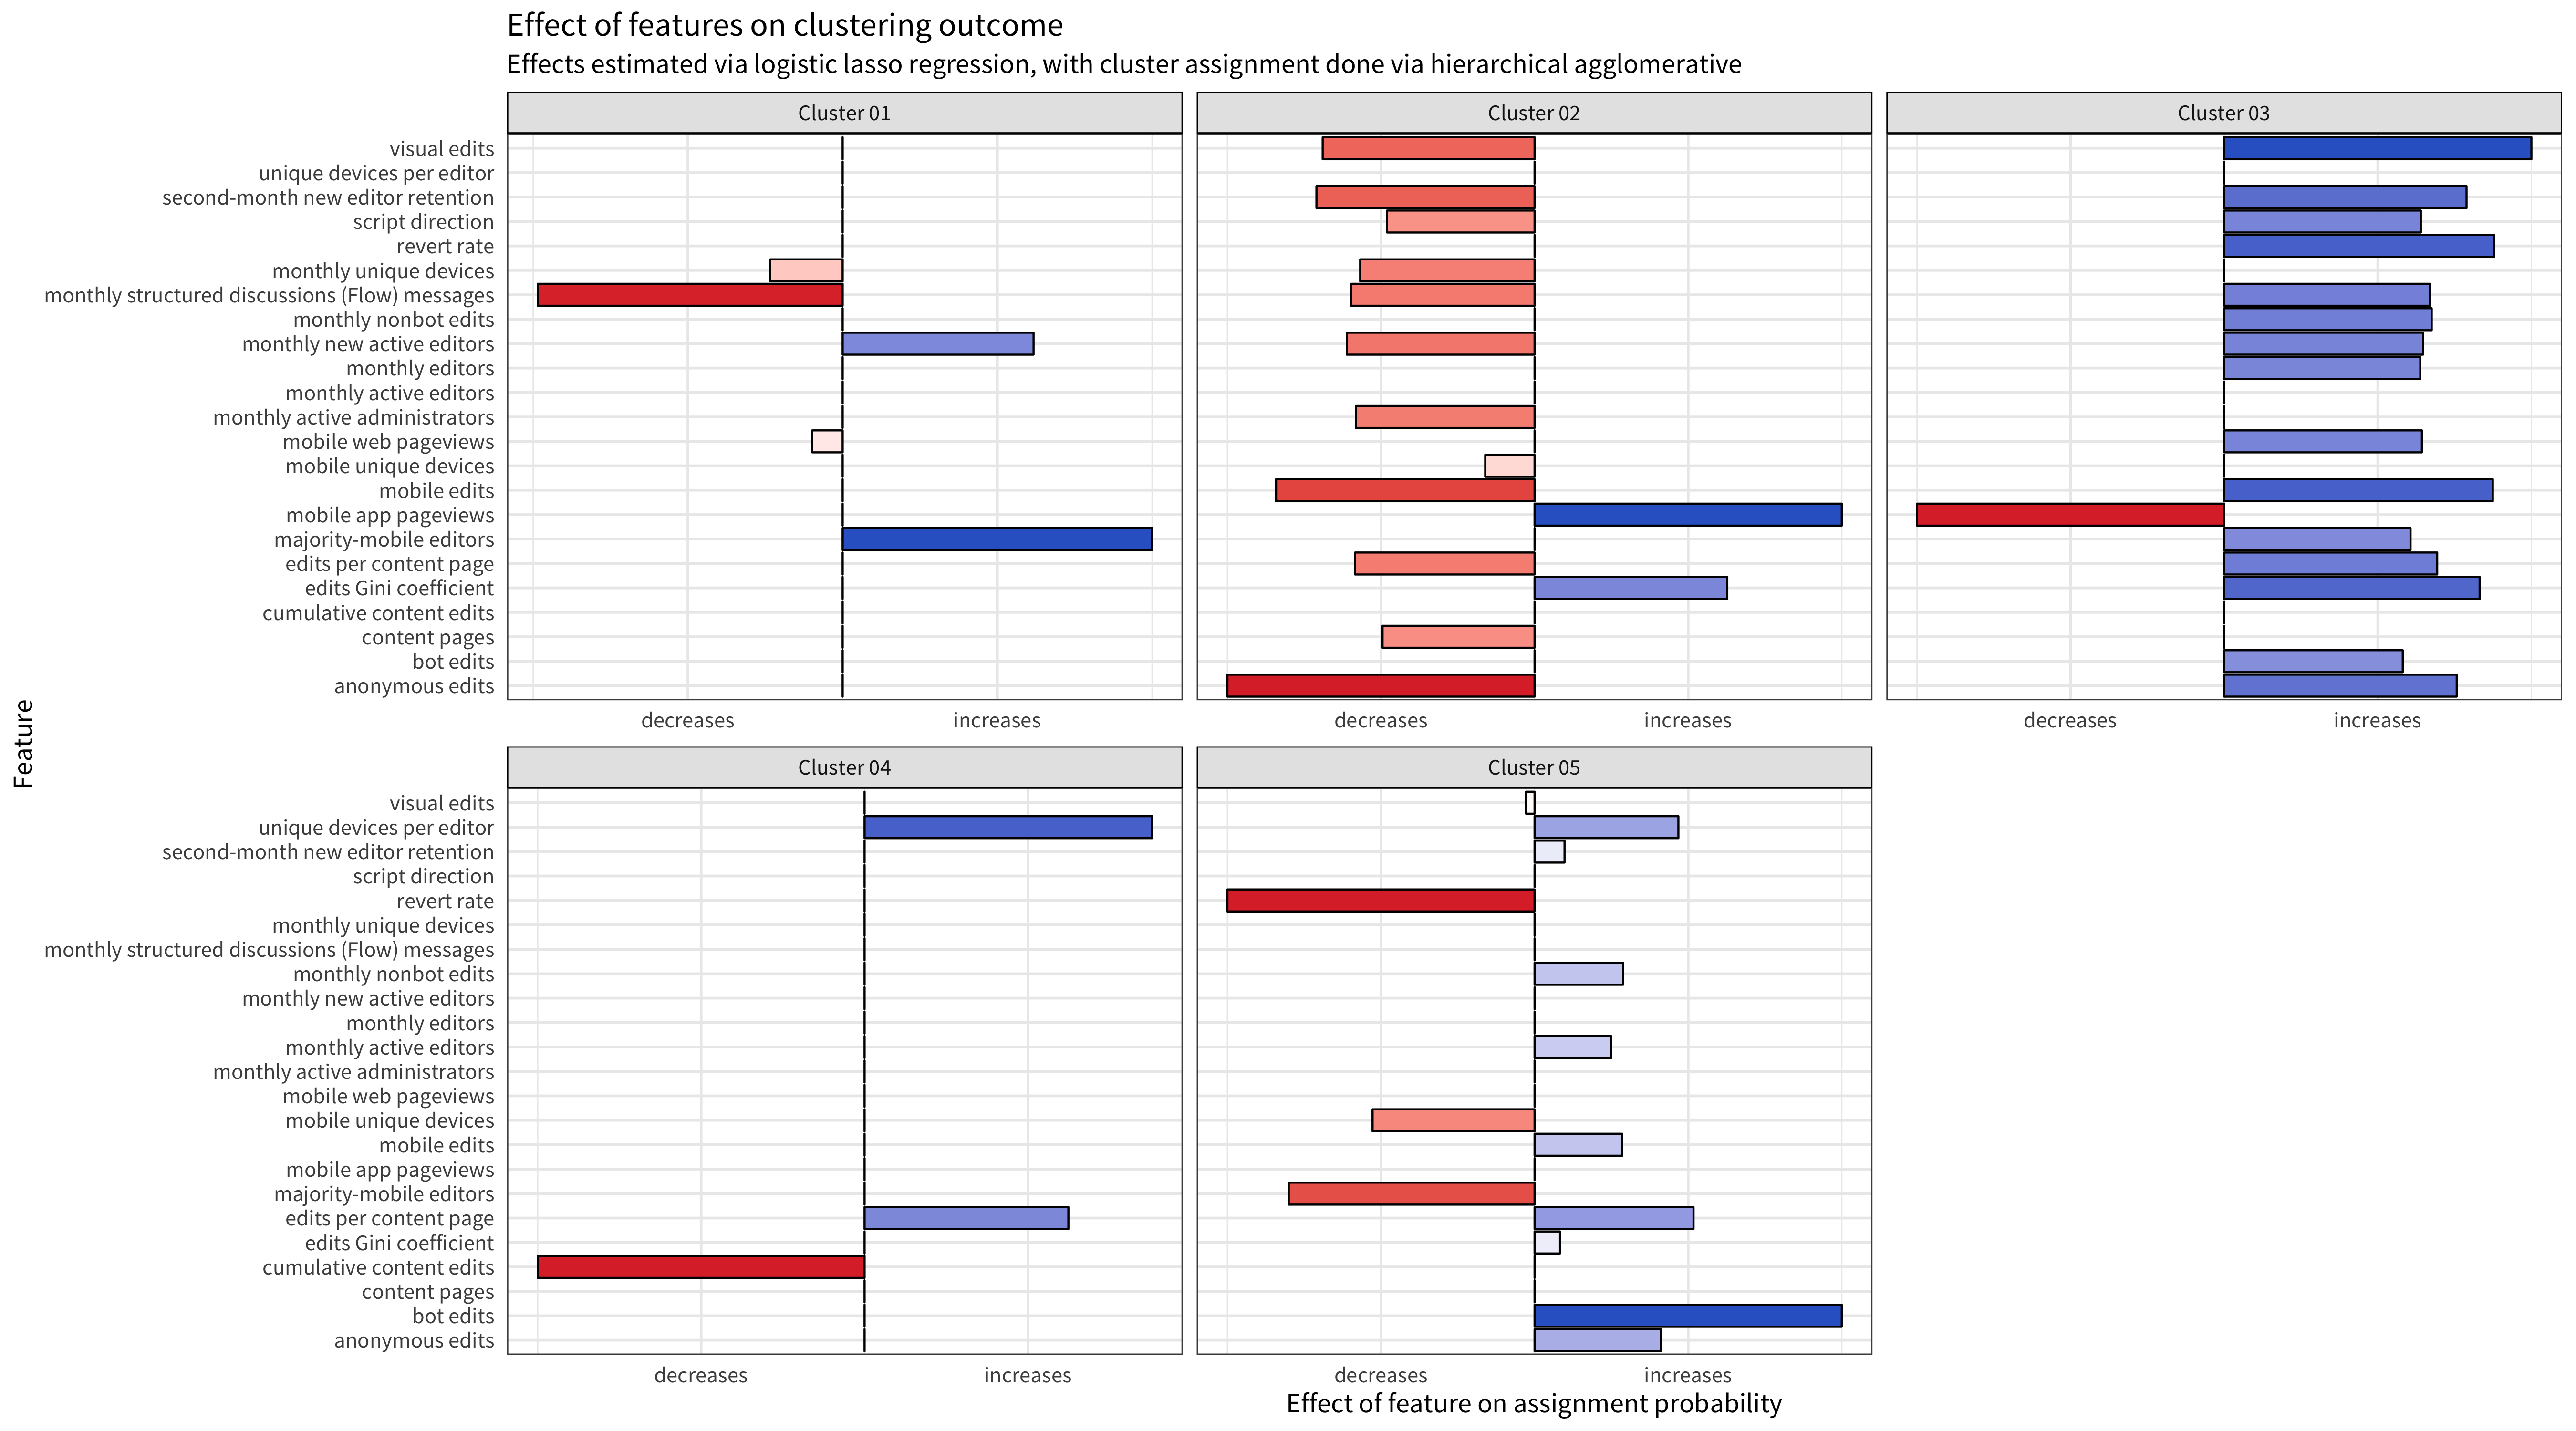 Effect of features on clustering outcome
Effects estimated via logistic lasso regression, with cluster assignment done via hierarchical agglomerative
Cluster 01
Cluster 02
Cluster 03
visual edits
unique devices per editor
second-month new editor retention
script direction
revert rate
monthly unique devices
monthly structured discussions (Flow) messages
monthly nonbot edits
monthly new active editors
monthly editors
monthly active editors
monthly active administrators
mobile web pageviews
mobile unique devices
mobile edits
mobile app pageviews
majority-mobile editors
edits per content page
edits Gini coefficient
cumulative content edits
content pages
bot edits
anonymous edits
decreases
increases
decreases
increases
decreases
increases
Feature
Cluster 04
Cluster 05
visual edits
unique devices per editor
second-month new editor retention
script direction
revert rate
monthly unique devices
monthly structured discussions (Flow) messages
monthly nonbot edits
monthly new active editors
monthly editors
monthly active editors
monthly active administrators
mobile web pageviews
mobile unique devices
mobile edits
mobile app pageviews
majority-mobile editors
edits per content page
edits Gini coefficient
cumulative content edits
content pages
bot edits
anonymous edits
decreases
increases
decreases
increases
Effect of feature on assignment probability